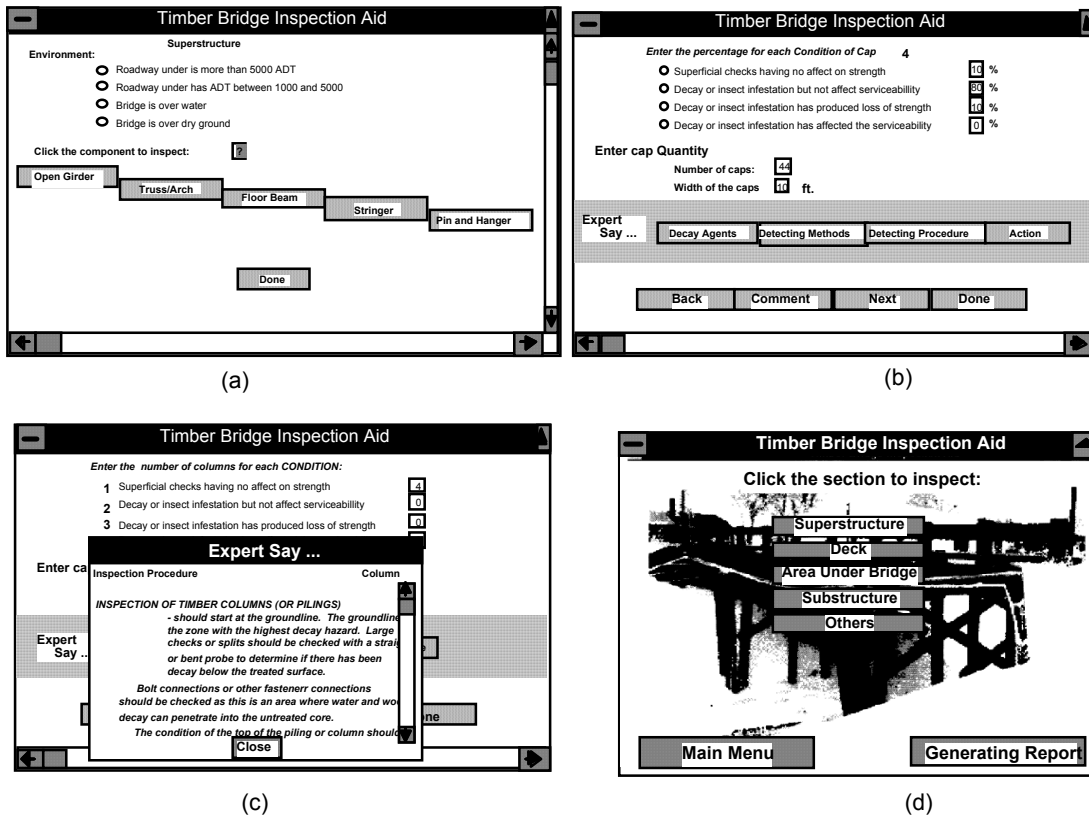 Timber Bridge Inspection Aid
Superstructure
Environment:
Roadway under is more than 5000 ADT
Roadway under has ADT between 1000 and 5000
Bridge is over water
Bridge is over dry ground
Click the component to inspect: ?
Open Girder
Truss/Arch
Floor Beam
Stringer
Pin and Hanger
Done
(a)
Timber Bridge Inspection Aid
Enter the percentage for each Condition of Cap 4
Superficial checks having no affect on strength 10 %
Decay or insect infestation but not affect serviceabillity 80 %
Decay or insect infestation has produced loss of strength 10 %
Decay or insect infestation has affected the serviceability 0 %
Enter cap Quantity
Number of caps: 44
Width of the caps 10 ft.
Expert
Say ...
Decay Agents Detecting Methods Detecting Procedure Action
Back Comment Next Done
(b)
Timber Bridge Inspection Aid
Enter the number of columns for each CONDITION:
1 Superficial checks having no affect on strength 4
2 Decay or insect infestation but not affect serviceabillity 0
3 Decay or insect infestation has produced loss of strength 0
Enter ca
Expert
Say ..
one
Expert Say ...
Inspection Procedure Column
INSPECTION OF TIMBER COLUMNS (OR PILINGS)
- should start at the groundline. The groundline
the zone with the highest decay hazard. Large
checks or splits should be checked with a straig
or bent probe to determine if there has been
decay below the treated surface.
Bolt connections or other fastenerr connections
should be checked as this is an area where water and wo
decay can penetrate into the untreated core.
The condition of the top of the piling or column shoul
Close
(c)
Timber Bridge Inspection Aid
Click the section to inspect:
Superstructure
Deck
Area Under Bridge
Substructure
Others
Main Menu
Generating Report
(d)